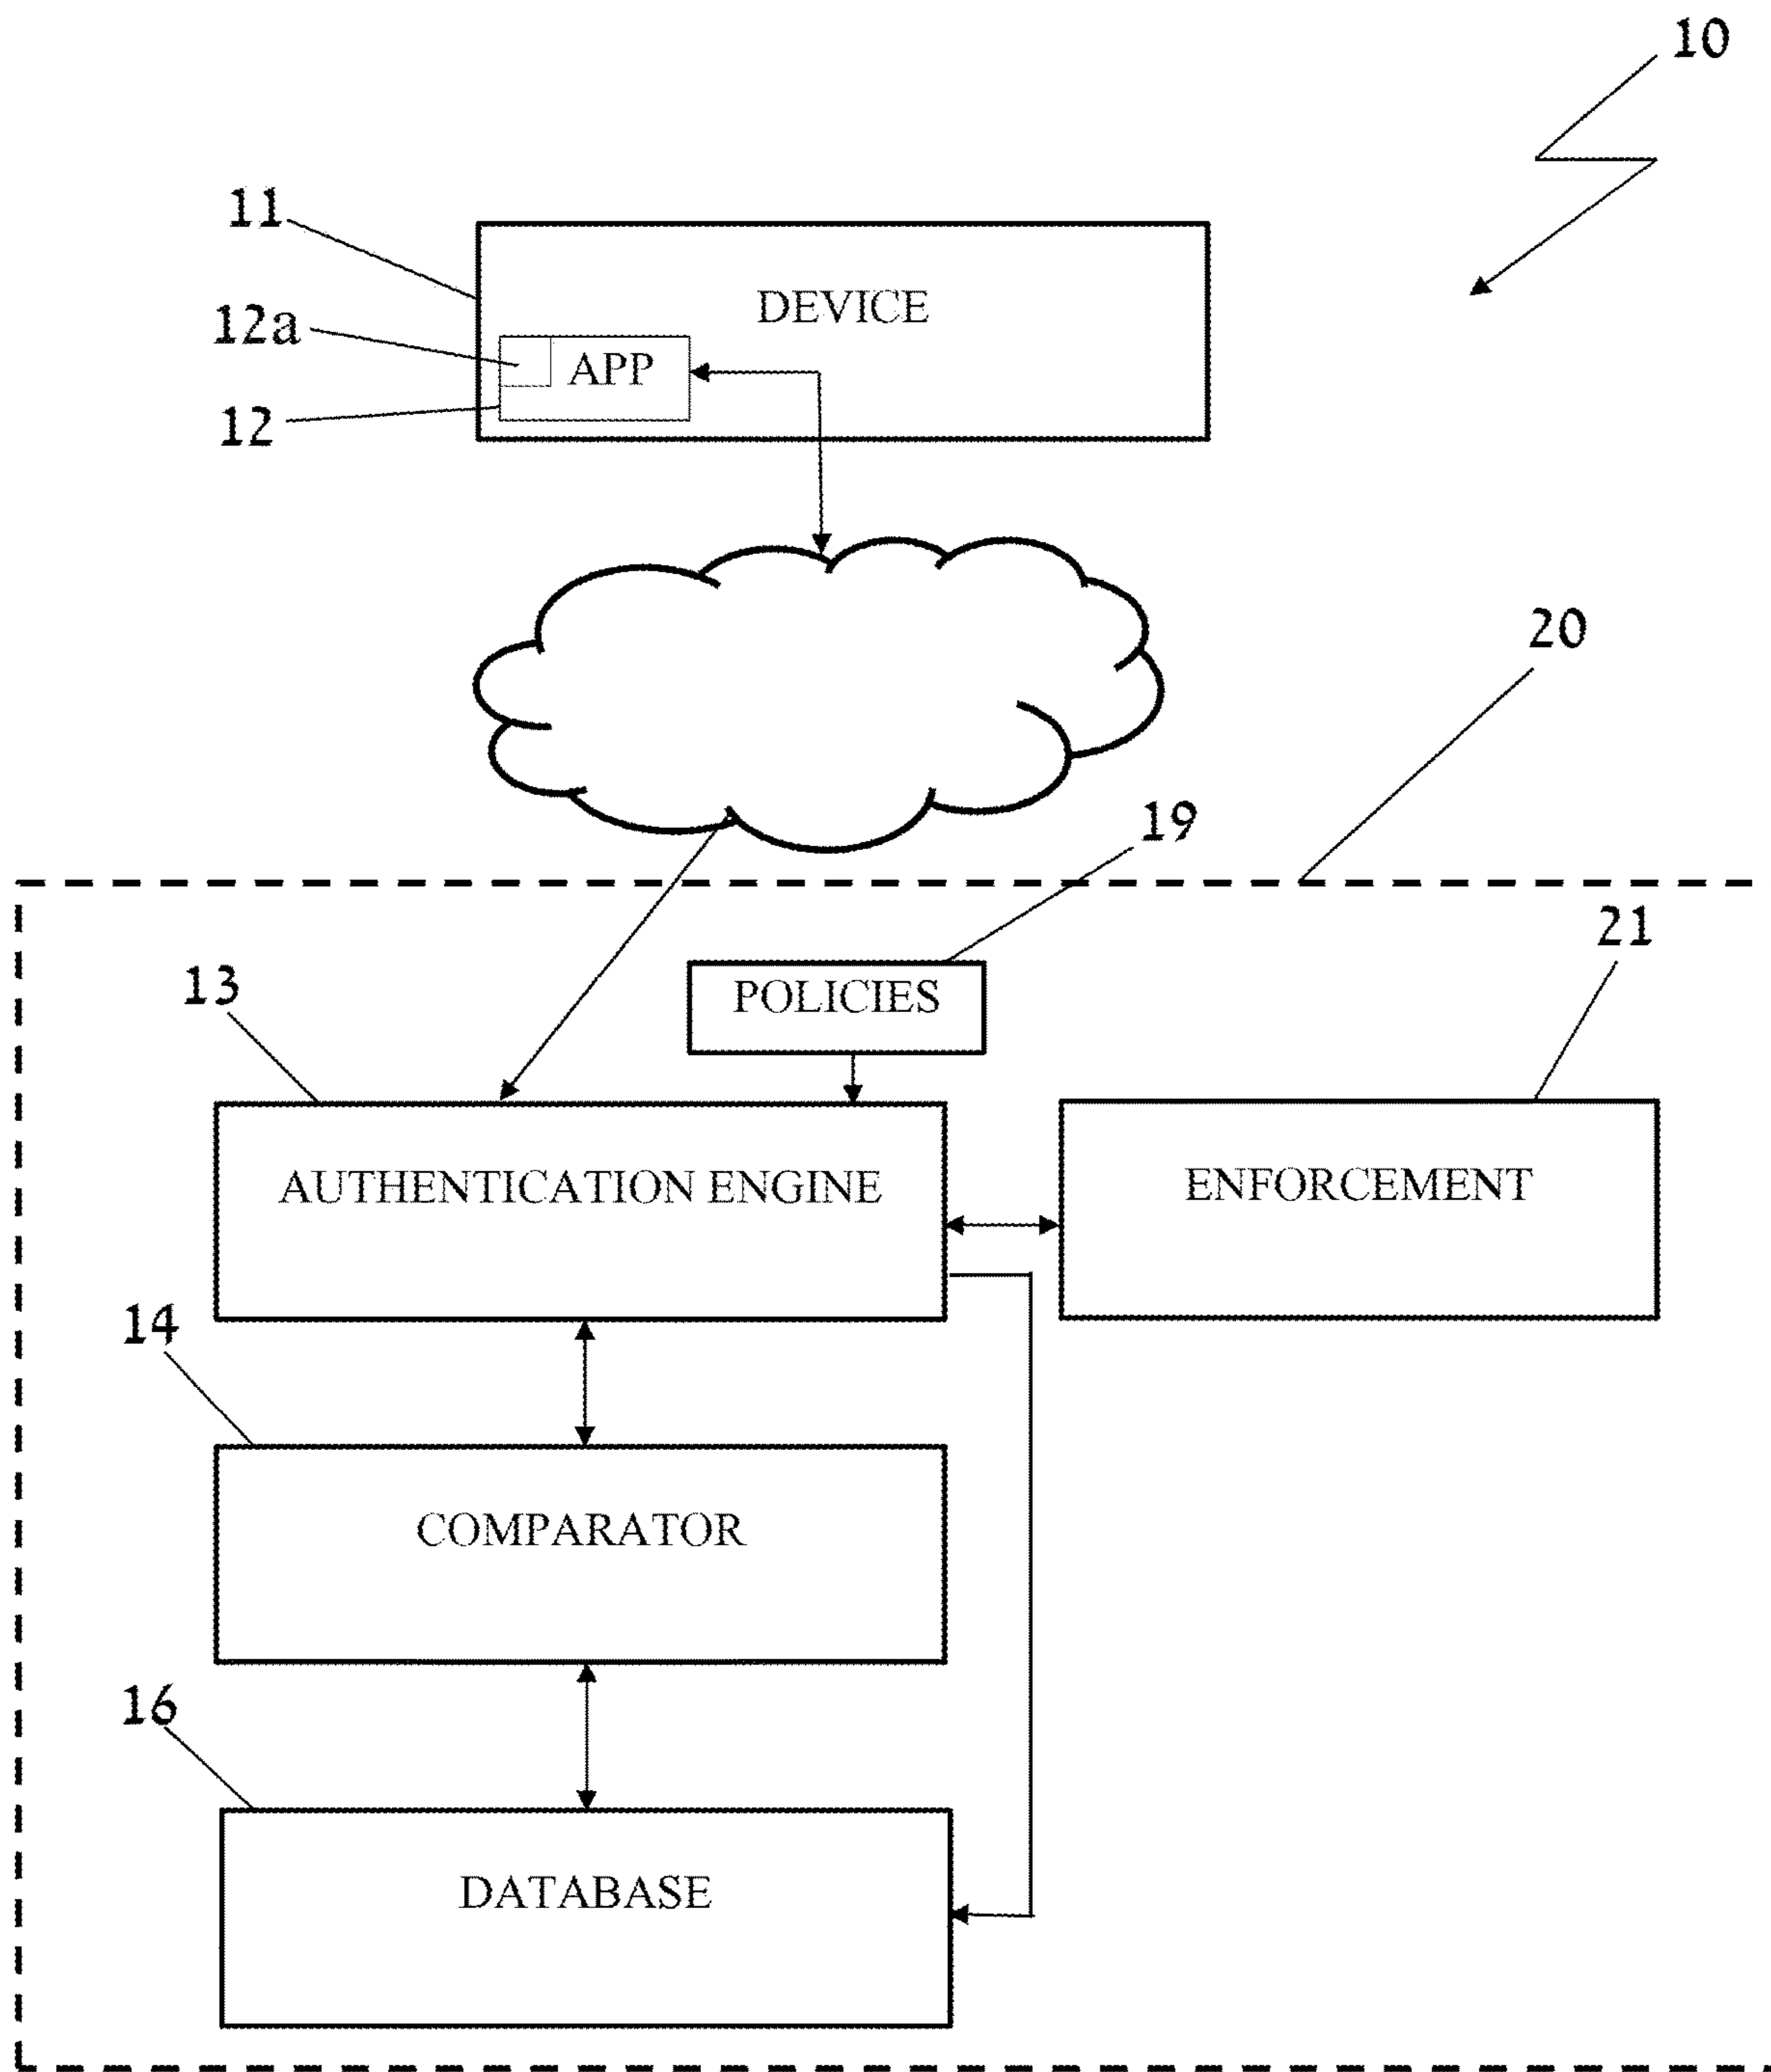 10
11
DEVICE
12a
APP
12
20
19
21
13
POLICIES
AUTHENTICATION ENGINE
ENFORCEMENT
14
COMPARATOR
16
DATABASE